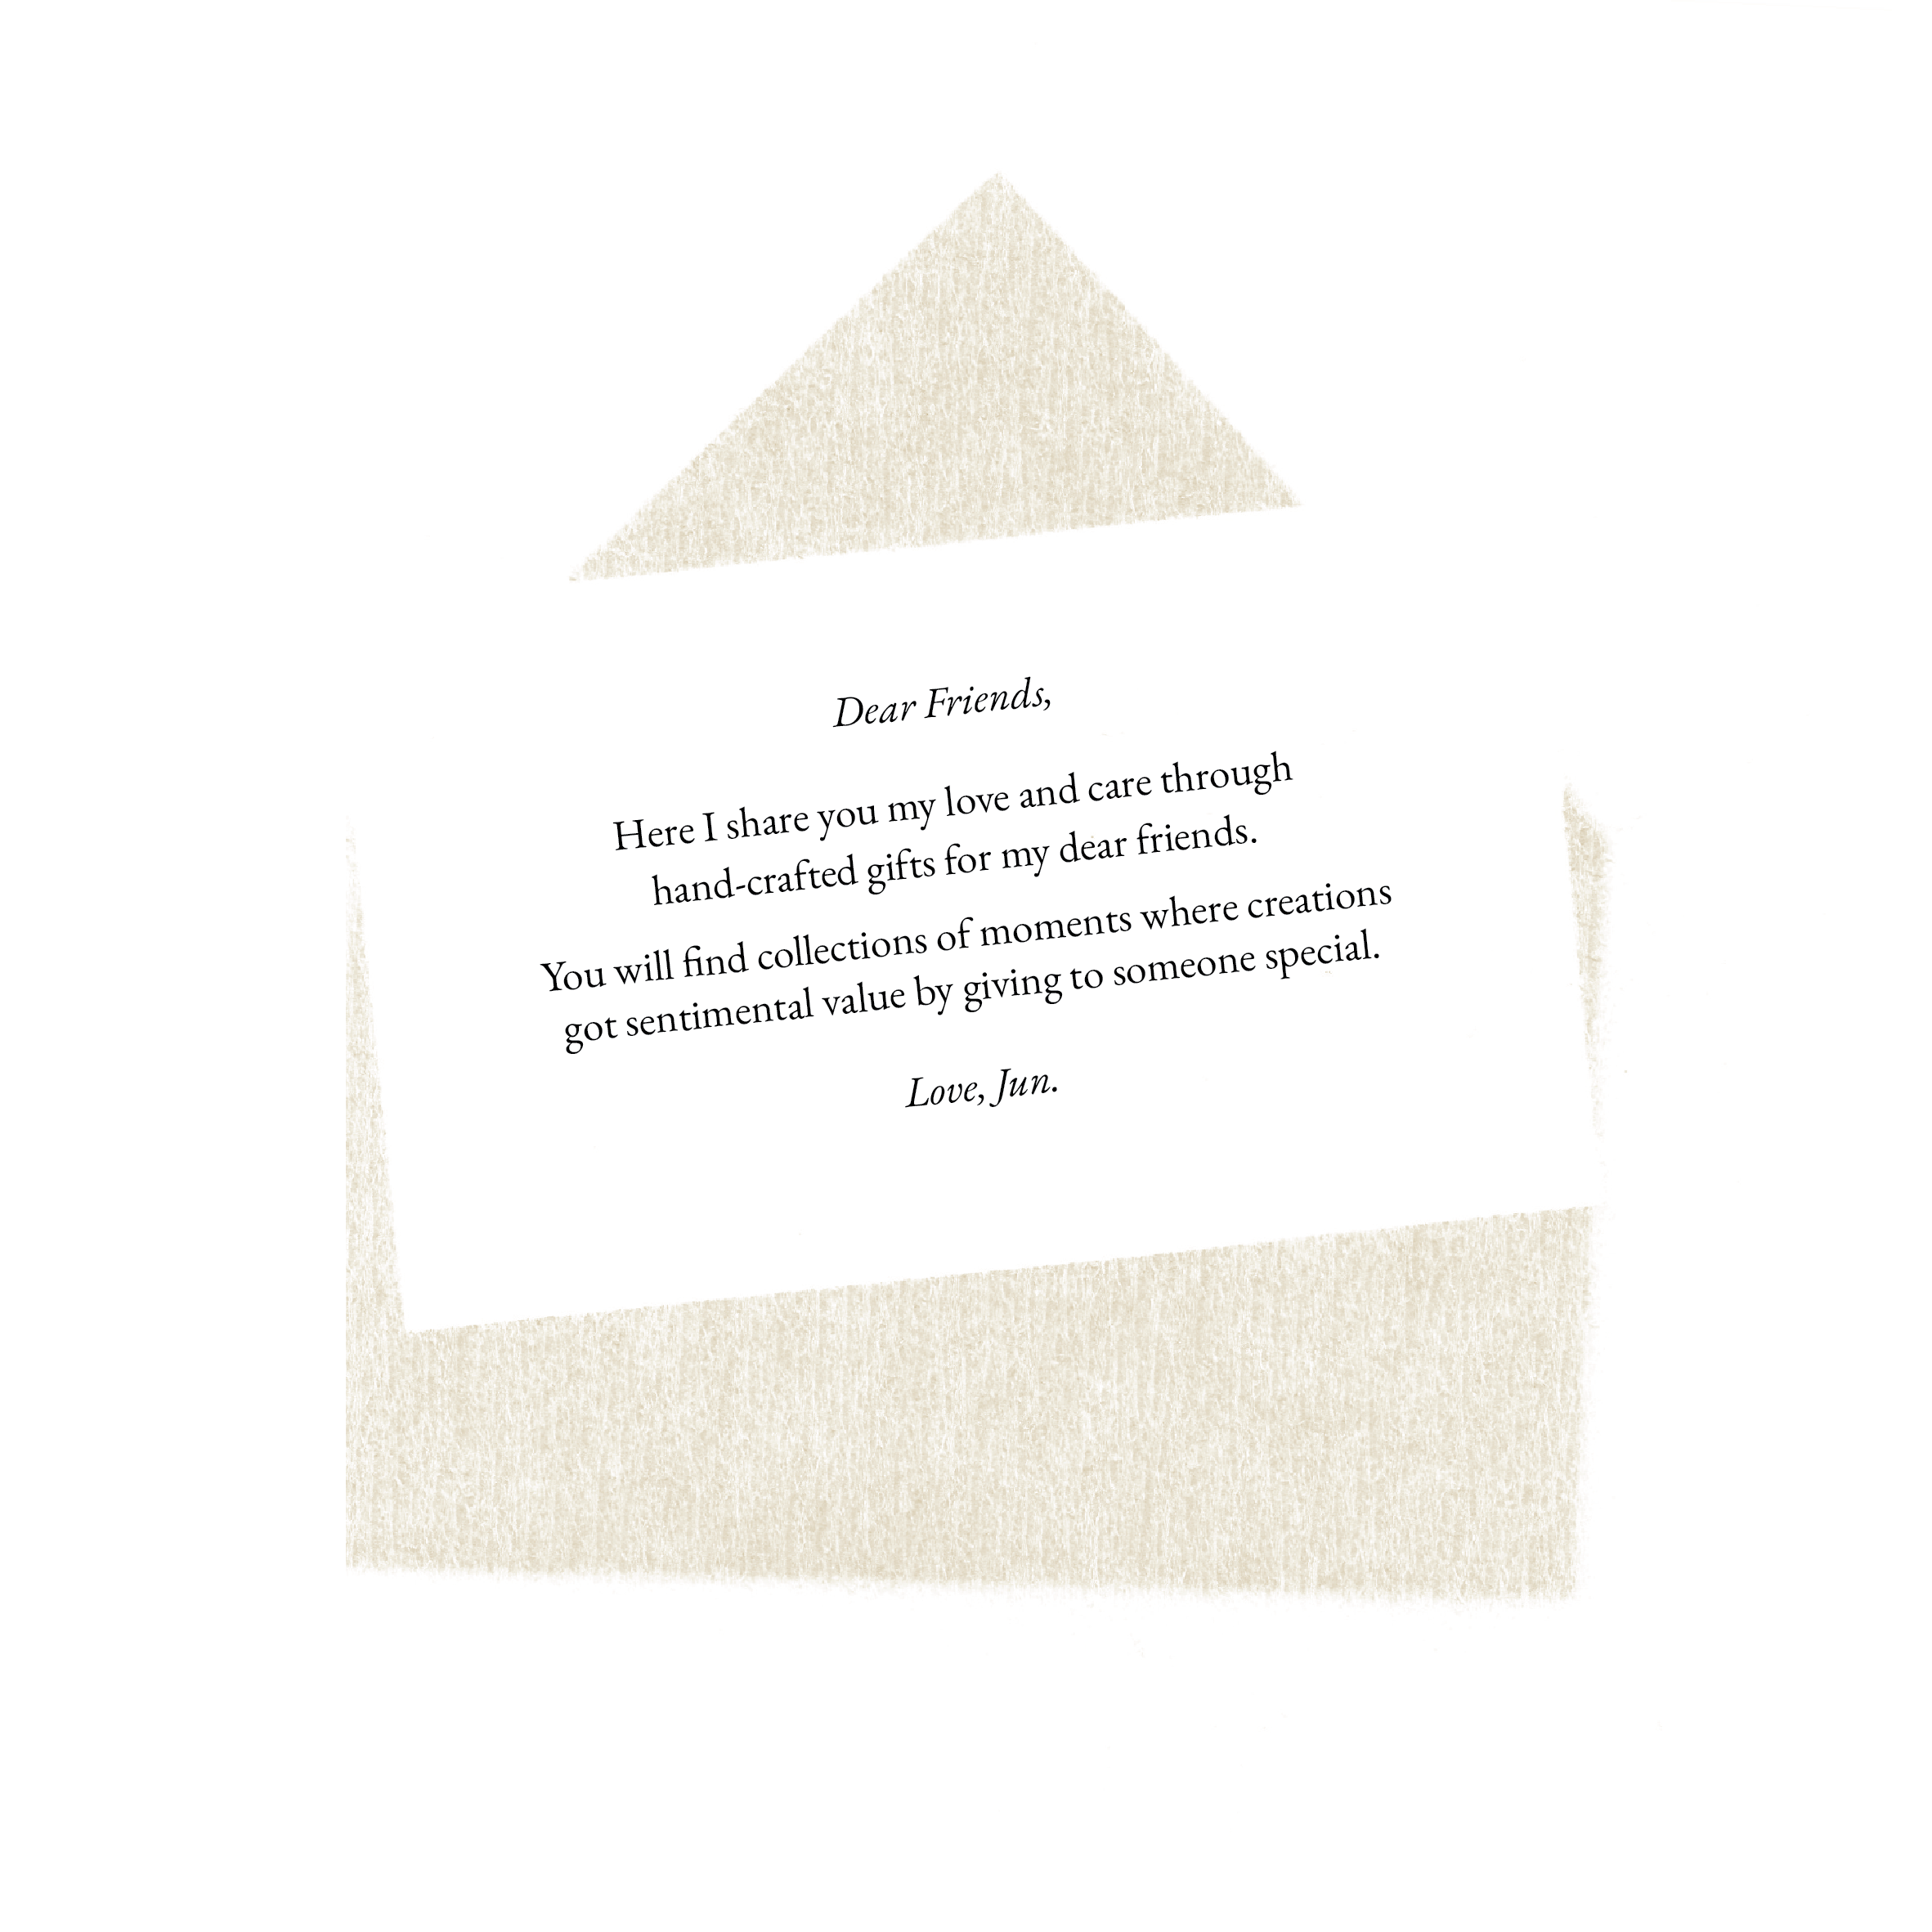 Dear Friends,
Here I share you my love and care through
hand-crafted gifts for my dear friends.
You will find collections of moments where creations
got sentimental value by giving to someone special.
Love, Jun.